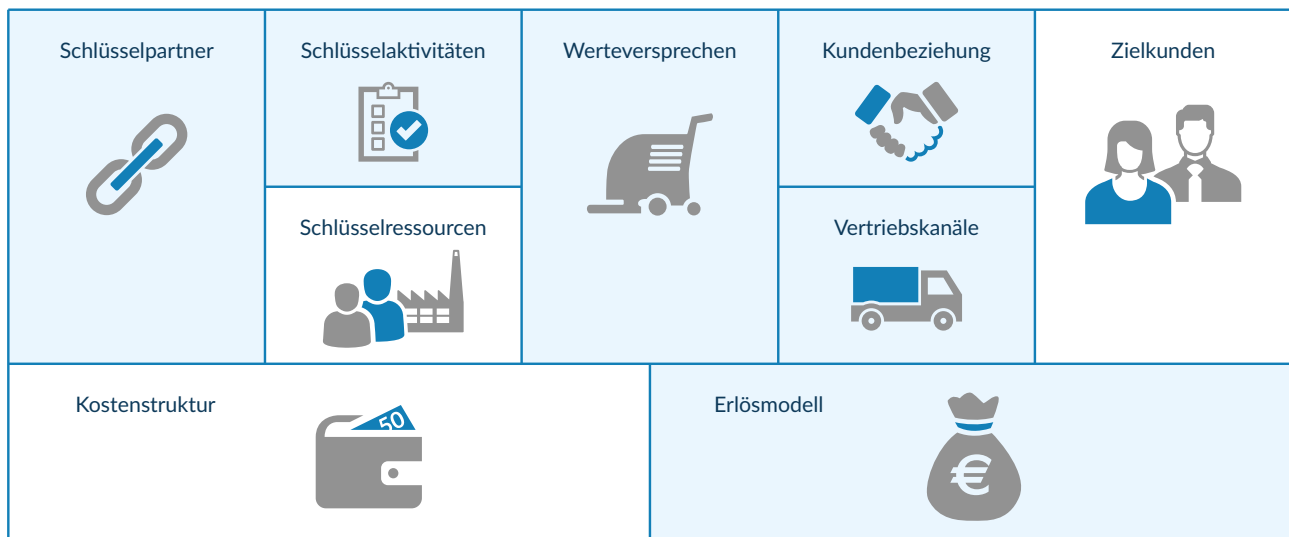 Schlüsselpartner
Schlüsselaktivitäten
Werteversprechen
Kundenbeziehung
Zielkunden
Schlüsselressourcen
Vertriebskanäle
Kostenstruktur
50
Erlösmodell
€